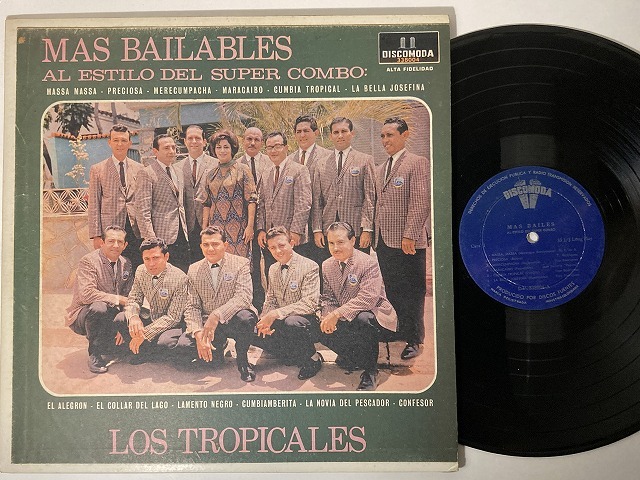 MAS BAILABLES
AL ESTILO DEL SUPER COMBO:
MASSA NASSA - PRECIOSA - MERECUMPACHA - MARACAIBO - CUMBIA TROPICAL - LA BELLA JOSEFINA
DISCOMODA
335004
ALTA FIDELIDAD
EL ALEGRON - EL COLLAR DEL LAGO - LAMENTO NEGRO - CUMBIAMBERITA - LA NOVIA DEL PESCADOR - CONFESOR
LOS TROPICALES
DISCOMODA
MAS BAILES
PRODUCIDO POR DISCOS FUENTES